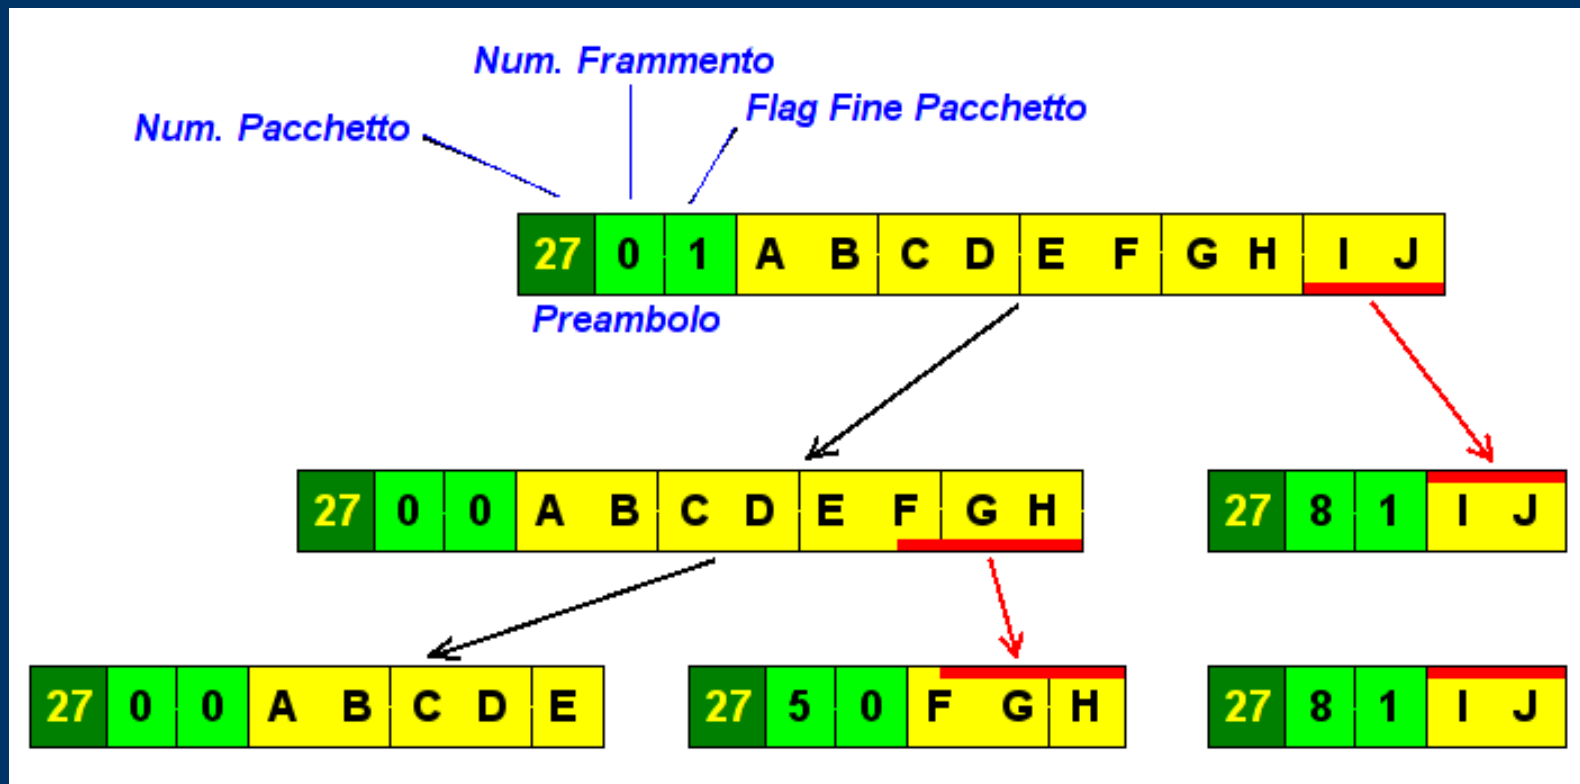 Num. Frammento
Flag Fine Pacchetto
Num. Pacchetto
27 0 1 A B C D E F G H I J
Preambolo
27 0 0 A B C D E F G H
27 8 1 I J
27 0 0 A B C D E
27 5 0 F G H
27 8 1 I J